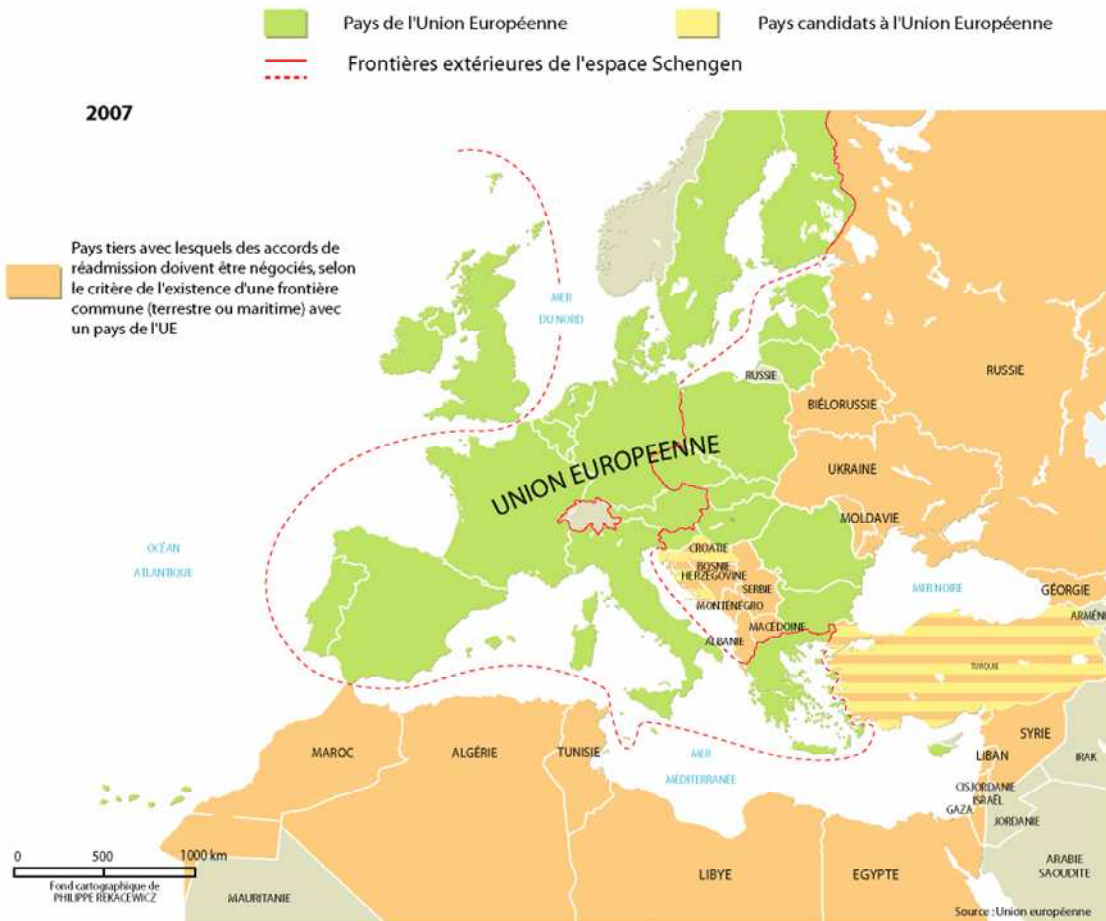 Pays de l'Union Européenne
Pays candidats à l'Union Européenne
Frontières extérieures de l'espace Schengen
2007
Pays tiers avec lesquels des accords de
réadmission doivent être négociés, selon
le critère de l'existence d'une frontière
commune (terrestre ou maritime) avec
un pays de l'UE
MER
DU NORD
RUSSIE
RUSSIE
BIÉLORUSSIE
UNION EUROPEENNE
UKRAINE
MOLDAVIE
OCÉAN
ATLANTIQUE
CROATIE
BOSNIE
HERZÉGOVINE
SERBIE
MONTÉNÉGRO
MACÉDOINE
ALBANIE
MER NOIRE
GÉORGIE
ARMÉNI
TURQUIE
MAROC
ALGÉRIE
TUNISIE
MER
MÉDITERRANÉE
SYRIE
LIBAN
IRAK
CISJORDANIE
ISRAËL
GAZA
JORDANIE
0 500 1000 km
Fond cartographique de
PHILIPPE REKACEWICZ
MAURITANIE
LIBYE
EGYPTE
ARABIE
SAOUDITE
Source : Union européenne